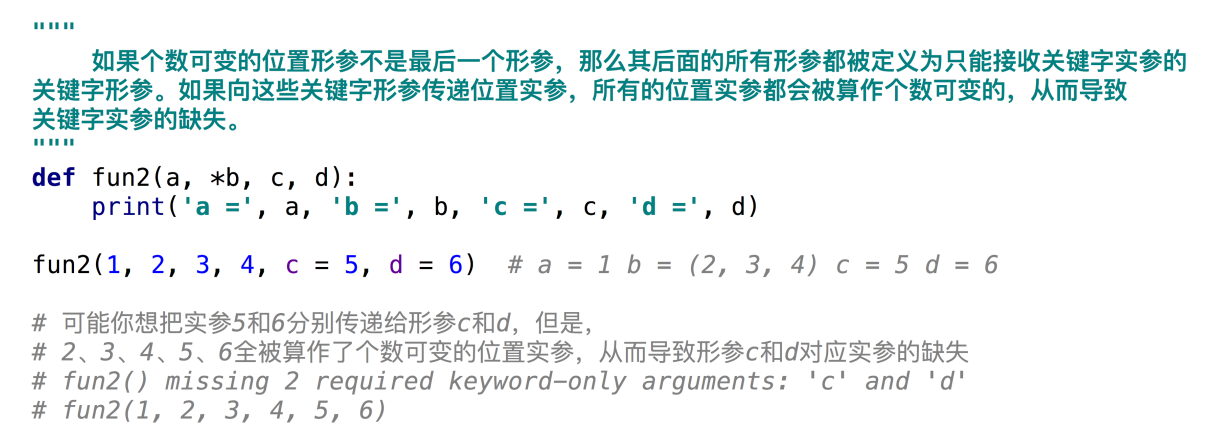 """
    如果个数可变的位置形参不是最后一个形参，那么其后面的所有形参都被定义为只能接收关键字实参的
关键字形参。如果向这些关键字形参传递位置实参，所有的位置实参都会被算作个数可变的，从而导致
关键字实参的缺失。
"""
def fun2(a, *b, c, d):
    print('a =', a, 'b =', b, 'c =', c, 'd =', d)

fun2(1, 2, 3, 4, c = 5, d = 6)  # a = 1 b = (2, 3, 4) c = 5 d = 6

# 可能你想把实参5和6分别传递给形参c和d，但是，
# 2、3、4、5、6全被算作了个数可变的位置实参，从而导致形参c和d对应实参的缺失
# fun2() missing 2 required keyword-only arguments: 'c' and 'd'
# fun2(1, 2, 3, 4, 5, 6)